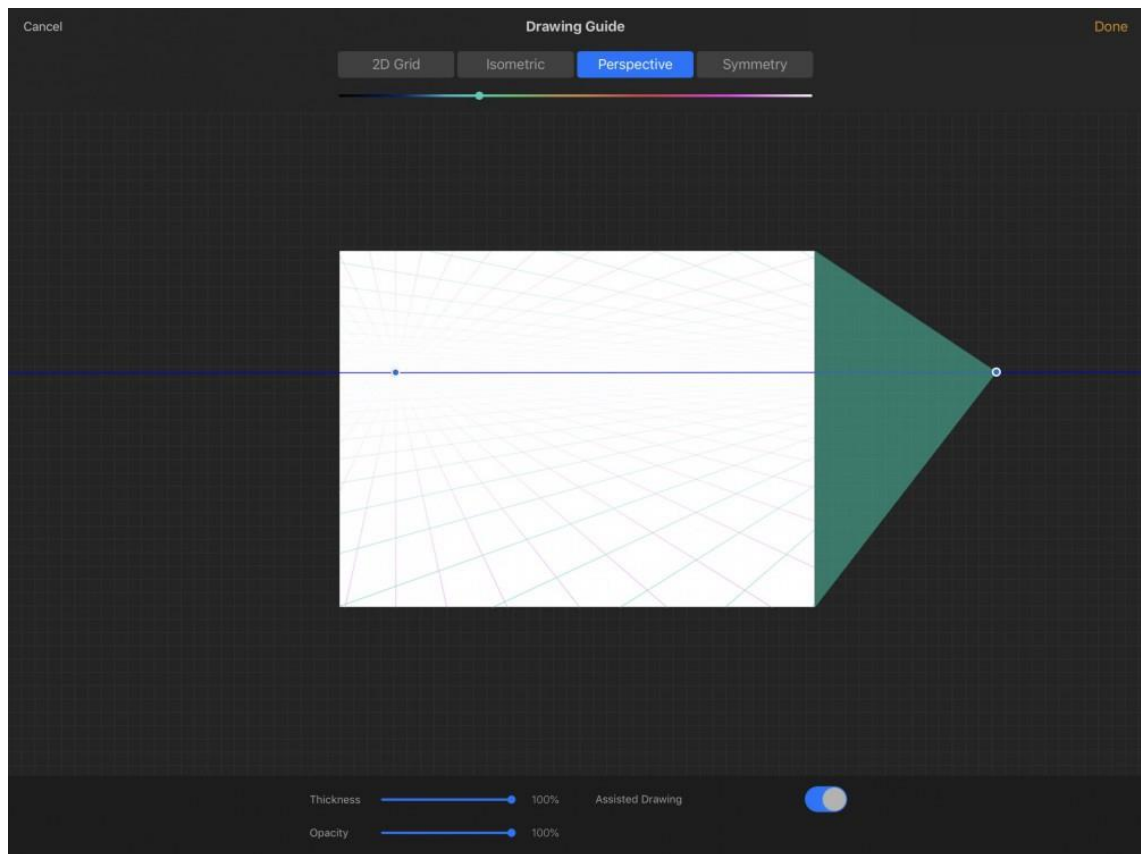 Cancel Drawing Guide Done
2D Grid Isometric Perspective Symmetry
Thickness 100% Assisted Drawing
Opacity 100%